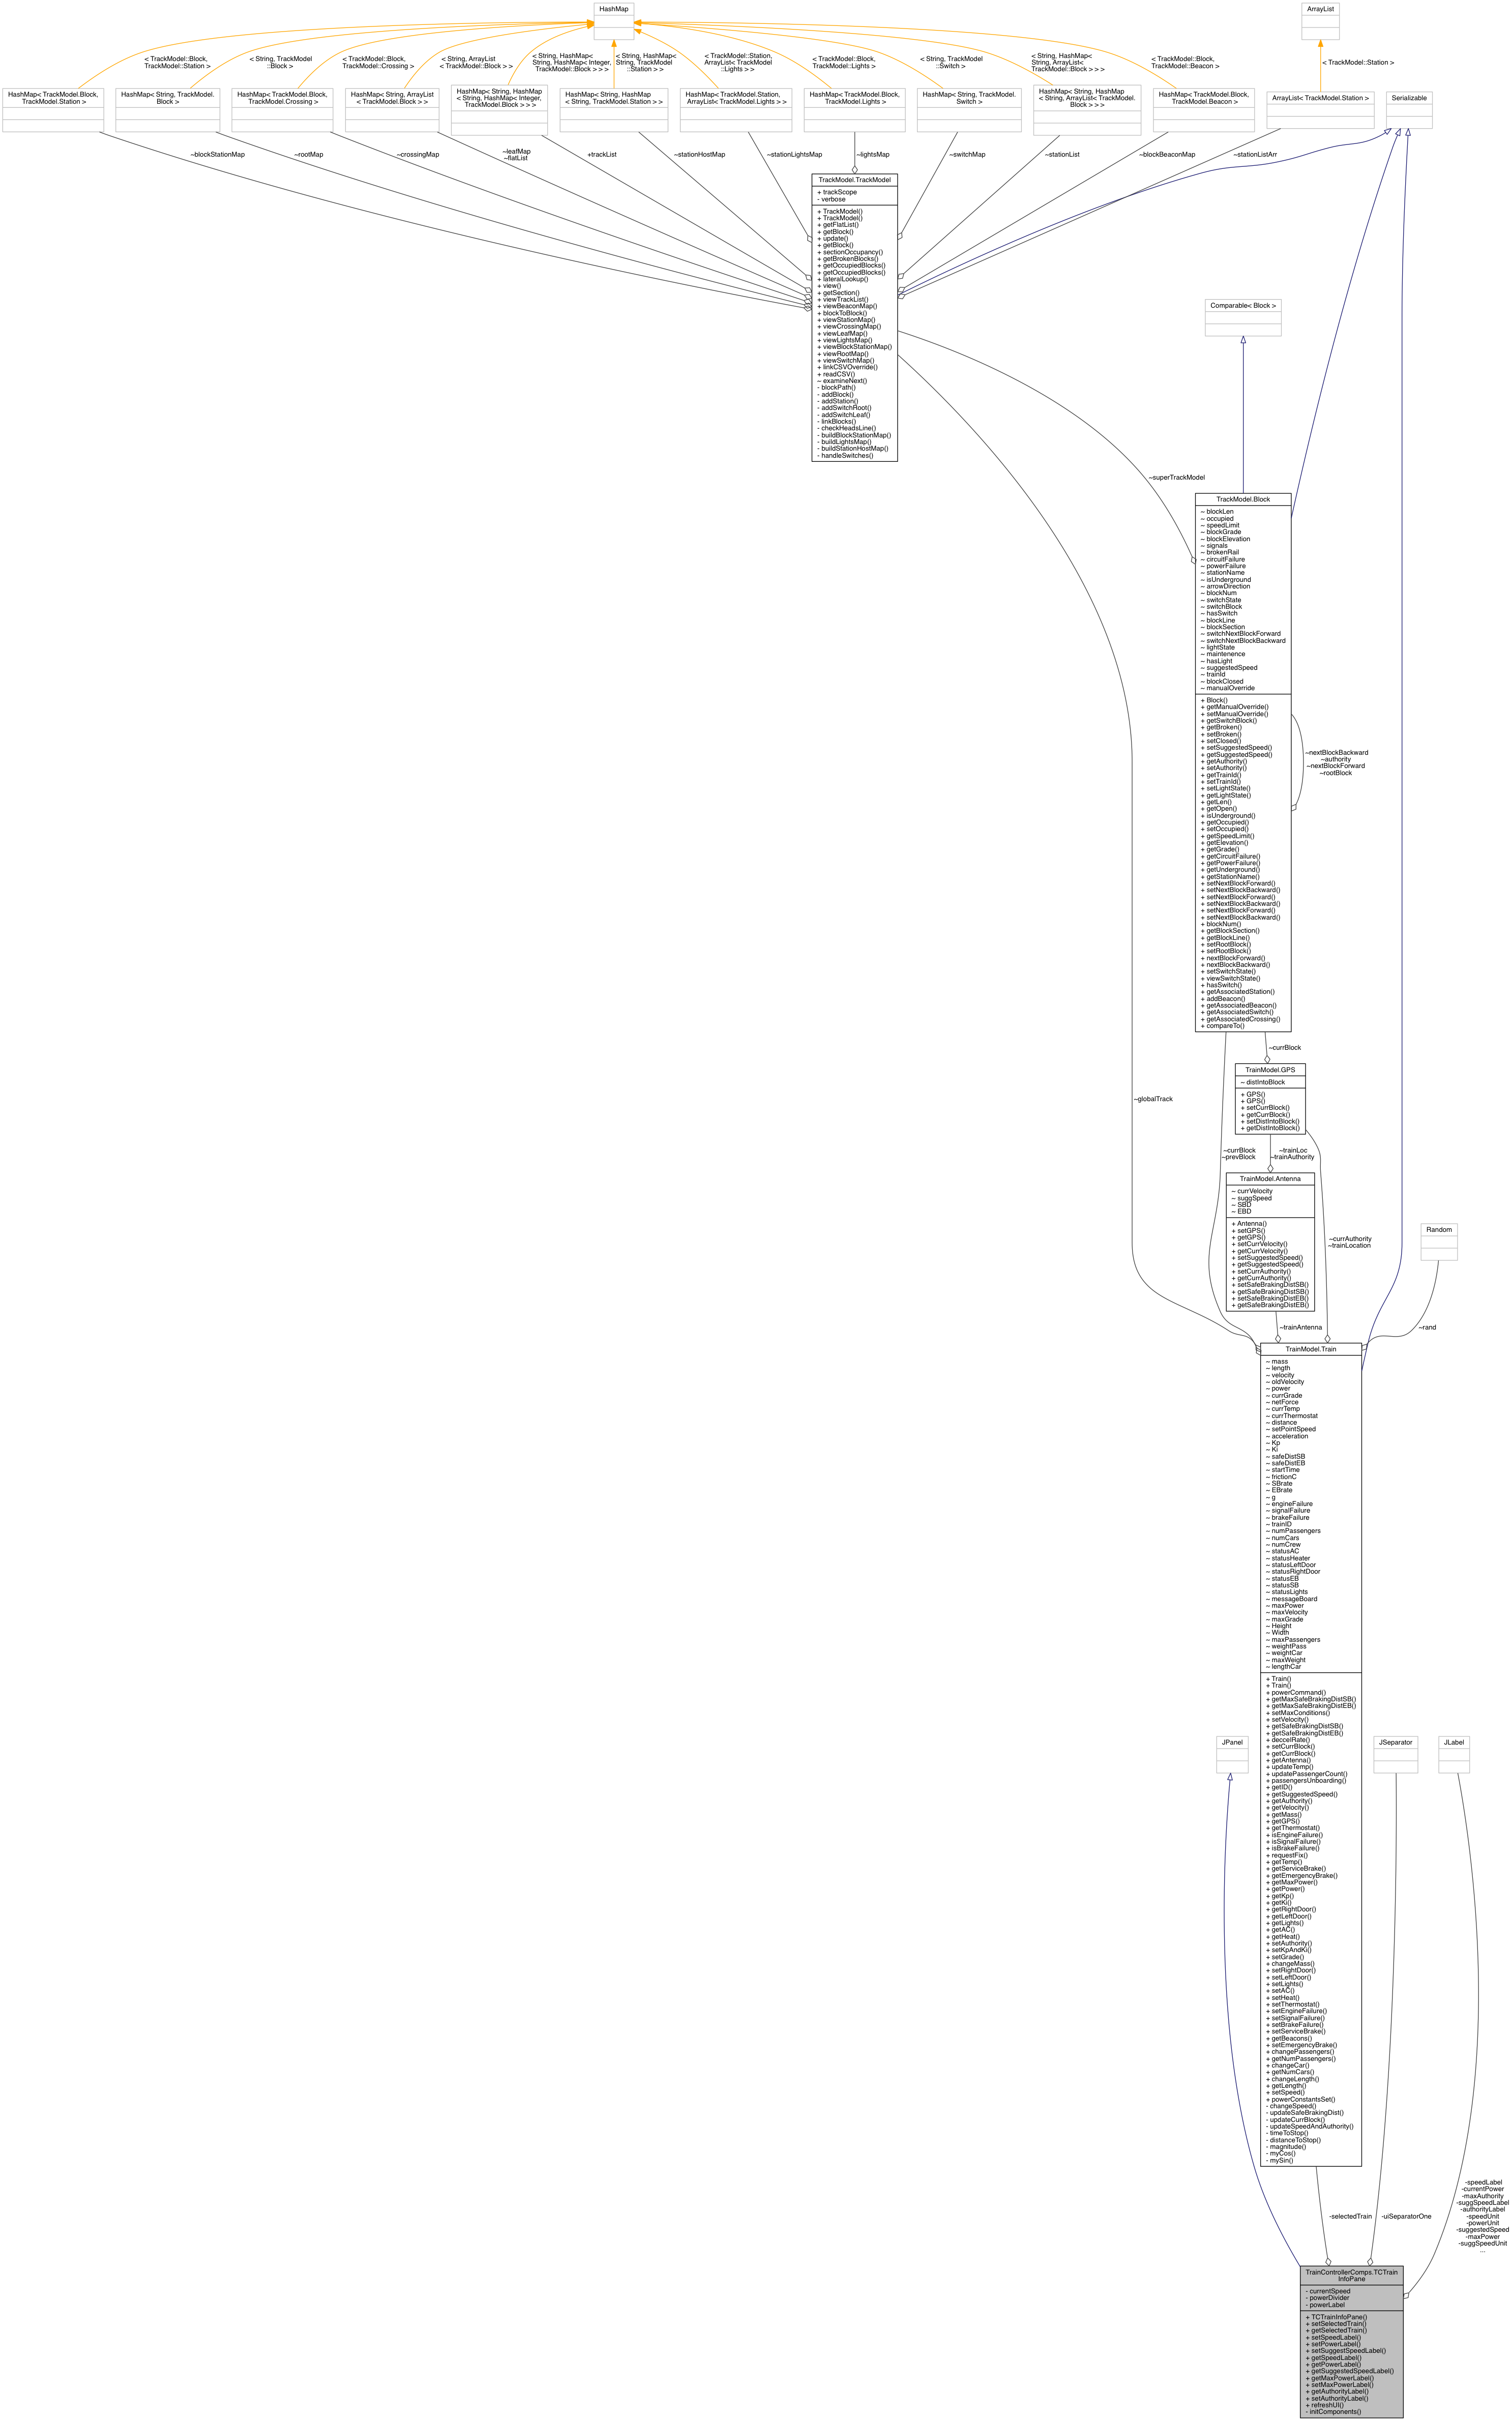 HashMap
ArrayList
< TrackModel::Block,
TrackModel::Station >
< String, TrackModel
::Block >
< TrackModel::Block,
TrackModel::Crossing >
< String, ArrayList
< TrackModel::Block > >
< String, HashMap<
String, HashMap< Integer,
TrackModel::Block > > >
< String, HashMap<
String, TrackModel
::Station > >
< TrackModel::Station,
ArrayList< TrackModel
::Lights > >
< TrackModel::Block,
TrackModel::Lights >
< String, TrackModel
::Switch >
< String, HashMap<
String, ArrayList<
TrackModel::Block > > >
< TrackModel::Block,
TrackModel::Beacon >
< TrackModel::Station >
HashMap< TrackModel.Block,
TrackModel.Station >
HashMap< String, TrackModel.
Block >
HashMap< TrackModel.Block,
TrackModel.Crossing >
HashMap< String, ArrayList
< TrackModel.Block > >
HashMap< String, HashMap
< String, HashMap< Integer,
TrackModel.Block > > >
HashMap< String, HashMap
< String, TrackModel.Station > >
HashMap< TrackModel.Station,
ArrayList< TrackModel.Lights > >
HashMap< TrackModel.Block,
TrackModel.Lights >
HashMap< String, TrackModel.
Switch >
HashMap< String, HashMap
< String, ArrayList< TrackModel.
Block > > >
HashMap< TrackModel.Block,
TrackModel.Beacon >
ArrayList< TrackModel.Station >
Serializable
~blockStationMap
~rootMap
~crossingMap
~leafMap
~flatList
+trackList
~stationHostMap
~stationLightsMap
~lightsMap
~switchMap
~stationList
~blockBeaconMap
~stationListArr
TrackModel.TrackModel
+ trackScope
- verbose
+ TrackModel()
+ TrackModel()
+ getFlatList()
+ getBlock()
+ update()
+ getBlock()
+ sectionOccupancy()
+ getBrokenBlocks()
+ getOccupiedBlocks()
+ getOccupiedBlocks()
+ lateralLookup()
+ view()
+ getSection()
+ viewTrackList()
+ viewBeaconMap()
+ blockToBlock()
+ viewStationMap()
+ viewCrossingMap()
+ viewLeafMap()
+ viewLightsMap()
+ viewBlockStationMap()
+ viewRootMap()
+ viewSwitchMap()
+ linkCSVOverride()
+ readCSV()
~ examineNext()
- blockPath()
- addBlock()
- addStation()
- addSwitchRoot()
- addSwitchLeaf()
- linkBlocks()
- checkHeadsLine()
- buildBlockStationMap()
- buildLightsMap()
- buildStationHostMap()
- handleSwitches()
Comparable< Block >
~superTrackModel
TrackModel.Block
~ blockLen
~ occupied
~ speedLimit
~ blockGrade
~ blockElevation
~ signals
~ brokenRail
~ circuitFailure
~ powerFailure
~ stationName
~ isUnderground
~ arrowDirection
~ blockNum
~ switchState
~ switchBlock
~ hasSwitch
~ blockLine
~ blockSection
~ switchNextBlockForward
~ switchNextBlockBackward
~ lightState
~ maintenence
~ hasLight
~ suggestedSpeed
~ trainId
~ blockClosed
~ manualOverride
+ Block()
+ getManualOverride()
+ setManualOverride()
+ getSwitchBlock()
+ getBroken()
+ setBroken()
+ setClosed()
+ setSuggestedSpeed()
+ getSuggestedSpeed()
+ getAuthority()
+ setAuthority()
+ getTrainId()
+ setTrainId()
+ setLightState()
+ getLightState()
+ getLen()
+ getOpen()
+ isUnderground()
+ getOccupied()
+ setOccupied()
+ getSpeedLimit()
+ getElevation()
+ getGrade()
+ getCircuitFailure()
+ getPowerFailure()
+ getUnderground()
+ getStationName()
+ setNextBlockForward()
+ setNextBlockBackward()
+ setNextBlockForward()
+ setNextBlockBackward()
+ setNextBlockForward()
+ setNextBlockBackward()
+ blockNum()
+ getBlockSection()
+ getBlockLine()
+ setRootBlock()
+ setRootBlock()
+ nextBlockForward()
+ nextBlockBackward()
+ setSwitchState()
+ viewSwitchState()
+ hasSwitch()
+ getAssociatedStation()
+ addBeacon()
+ getAssociatedBeacon()
+ getAssociatedSwitch()
+ getAssociatedCrossing()
+ compareTo()
~nextBlockBackward
~authority
~nextBlockForward
~rootBlock
~currBlock
TrainModel.GPS
~ distIntoBlock
+ GPS()
+ GPS()
+ setCurrBlock()
+ getCurrBlock()
+ setDistIntoBlock()
+ getDistIntoBlock()
~globalTrack
~currBlock
~prevBlock
~trainLoc
~trainAuthority
TrainModel.Antenna
~ currVelocity
~ suggSpeed
~ SBD
~ EBD
+ Antenna()
+ setGPS()
+ getGPS()
+ setCurrVelocity()
+ getCurrVelocity()
+ setSuggestedSpeed()
+ getSuggestedSpeed()
+ setCurrAuthority()
+ getCurrAuthority()
+ setSafeBrakingDistSB()
+ getSafeBrakingDistSB()
+ setSafeBrakingDistEB()
+ getSafeBrakingDistEB()
~currAuthority
~trainLocation
Random
~trainAntenna
~rand
TrainModel.Train
~ mass
~ length
~ velocity
~ oldVelocity
~ power
~ currGrade
~ netForce
~ currTemp
~ currThermostat
~ distance
~ setPointSpeed
~ acceleration
~ Kp
~ Ki
~ safeDistSB
~ safeDistEB
~ startTime
~ frictionC
~ SBrate
~ EBrate
~ g
~ engineFailure
~ signalFailure
~ brakeFailure
~ trainID
~ numPassengers
~ numCars
~ numCrew
~ statusAC
~ statusHeater
~ statusLeftDoor
~ statusRightDoor
~ statusEB
~ statusSB
~ statusLights
~ messageBoard
~ maxPower
~ maxVelocity
~ maxGrade
~ Height
~ Width
~ maxPassengers
~ weightPass
~ weightCar
~ maxWeight
~ lengthCar
+ Train()
+ Train()
+ powerCommand()
+ getMaxSafeBrakingDistSB()
+ getMaxSafeBrakingDistEB()
+ setMaxConditions()
+ setVelocity()
+ getSafeBrakingDistSB()
+ getSafeBrakingDistEB()
+ deccelRate()
+ setCurrBlock()
+ getCurrBlock()
+ getAntenna()
+ updateTemp()
+ updatePassengerCount()
+ passengersUnboarding()
+ getID()
+ getSuggestedSpeed()
+ getAuthority()
+ getVelocity()
+ getMass()
+ getGPS()
+ getThermostat()
+ isEngineFailure()
+ isSignalFailure()
+ isBrakeFailure()
+ requestFix()
+ getTemp()
+ getServiceBrake()
+ getEmergencyBrake()
+ getMaxPower()
+ getPower()
+ getKp()
+ getKi()
+ getRightDoor()
+ getLeftDoor()
+ getLights()
+ getAC()
+ getHeat()
+ setAuthority()
+ setKpAndKi()
+ setGrade()
+ changeMass()
+ setRightDoor()
+ setLeftDoor()
+ setLights()
+ setAC()
+ setHeat()
+ setThermostat()
+ setEngineFailure()
+ setSignalFailure()
+ setBrakeFailure()
+ setServiceBrake()
+ getBeacons()
+ setEmergencyBrake()
+ changePassengers()
+ getNumPassengers()
+ changeCar()
+ getNumCars()
+ changeLength()
+ getLength()
+ setSpeed()
+ powerConstantsSet()
- changeSpeed()
- updateSafeBrakingDist()
- updateCurrBlock()
- updateSpeedAndAuthority()
- timeToStop()
- distanceToStop()
- magnitude()
- myCos()
- mySin()
JPanel
JSeparator
JLabel
-selectedTrain
-uiSeparatorOne
-speedLabel
-currentPower
-maxAuthority
-suggSpeedLabel
-authorityLabel
-speedUnit
-powerUnit
-suggestedSpeed
-maxPower
-suggSpeedUnit
...
TrainControllerComps.TCTrain
InfoPane
- currentSpeed
- powerDivider
- powerLabel
+ TCTrainInfoPane()
+ setSelectedTrain()
+ getSelectedTrain()
+ setSpeedLabel()
+ setPowerLabel()
+ setSuggestSpeedLabel()
+ getSpeedLabel()
+ getPowerLabel()
+ getSuggestedSpeedLabel()
+ getMaxPowerLabel()
+ setMaxPowerLabel()
+ getAuthorityLabel()
+ setAuthorityLabel()
+ refreshUI()
- initComponents()